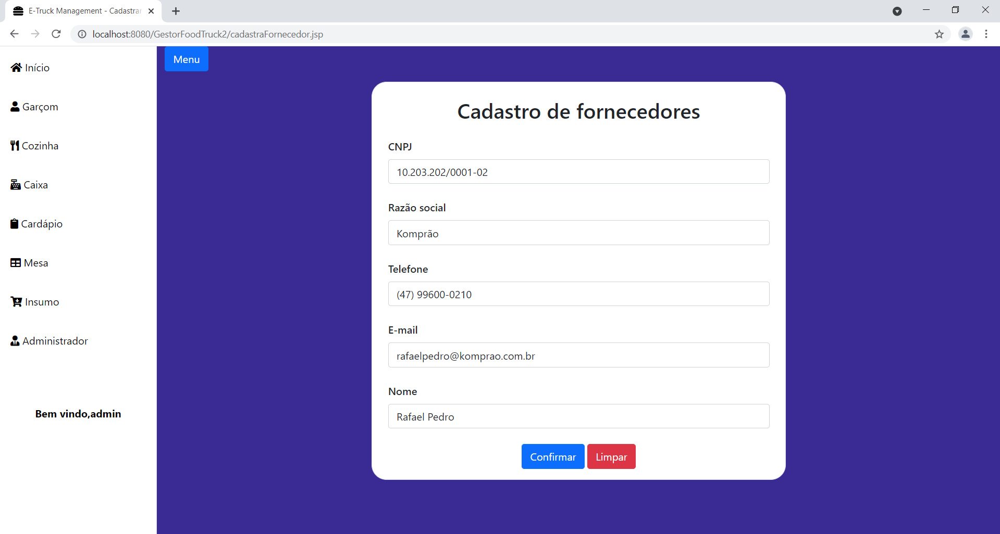 E-Truck Management - Cadastrar
localhost:8080/GestorFoodTruck2/cadastraFornecedor.jsp
Início
Garçom
Cozinha
Caixa
Cardápio
Mesa
Insumo
Administrador
Bem vindo,admin
Menu
Cadastro de fornecedores
CNPJ
10.203.202/0001-02
Razão social
Komprão
Telefone
(47) 99600-0210
E-mail
rafaelpedro@komprao.com.br
Nome
Rafael Pedro
Confirmar Limpar